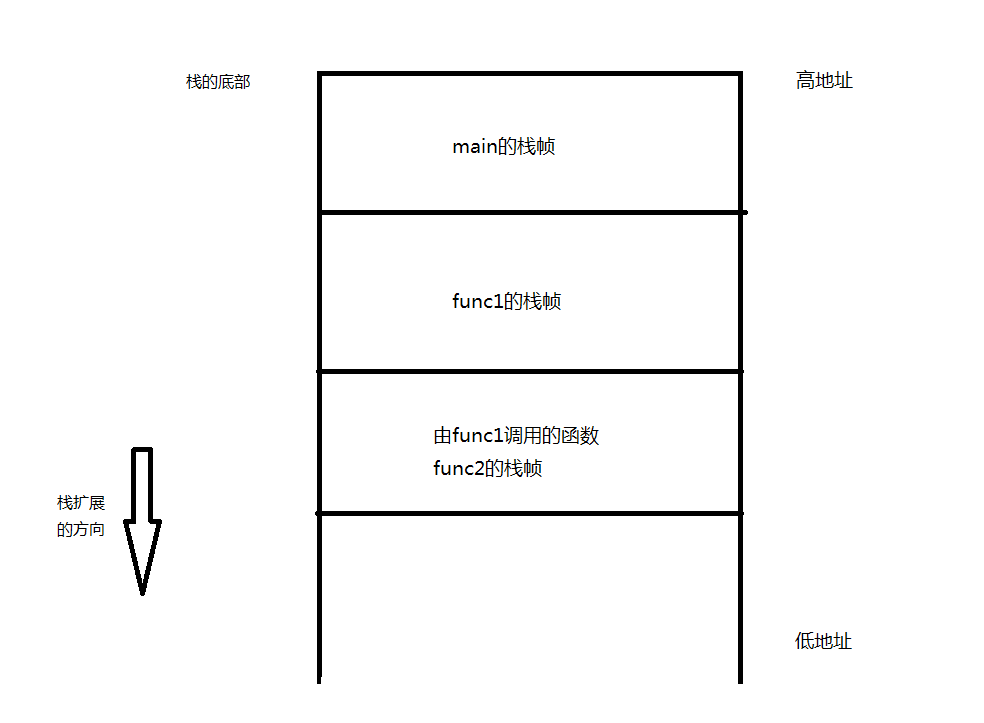 栈的底部
高地址
main的栈帧
func1的栈帧
由func1调用的函数
func2的栈帧
栈扩展
的方向
低地址